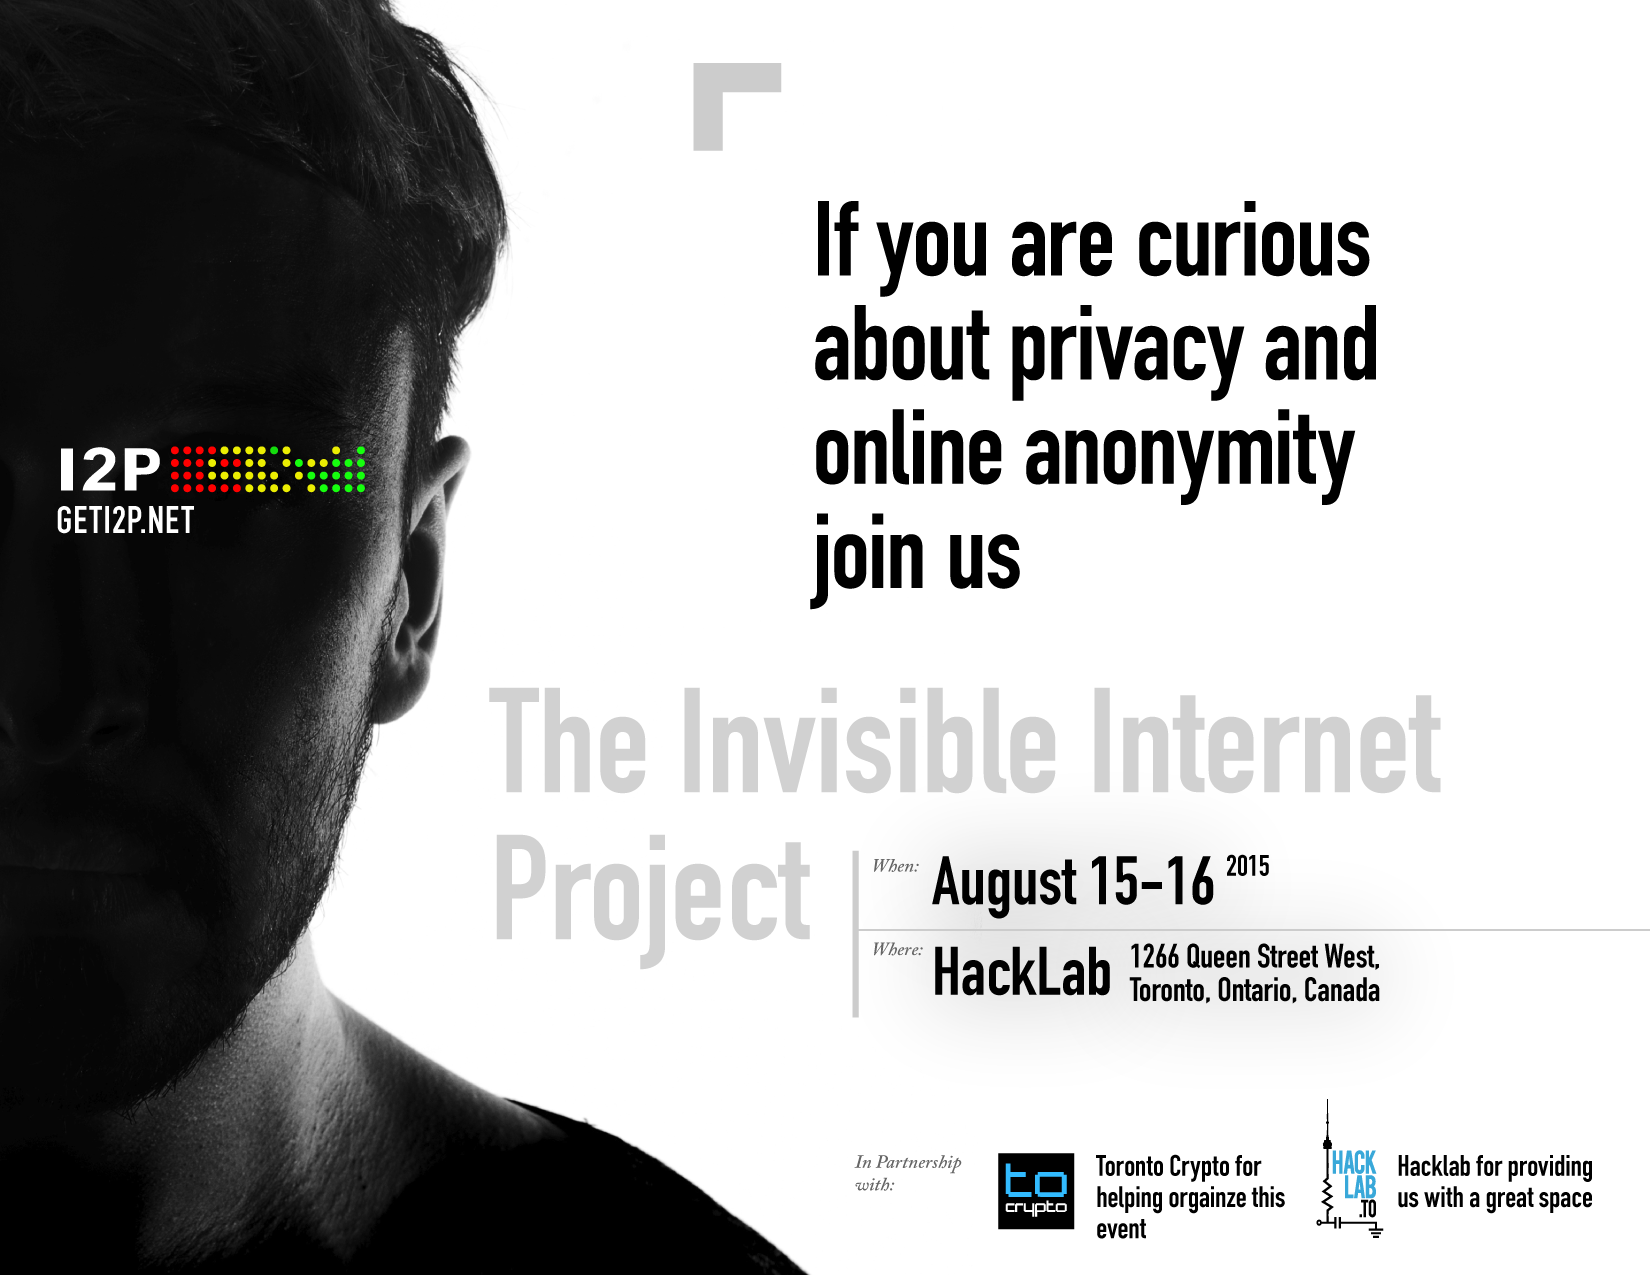 If you are curious
about privacy and
online anonymity
join us
I2P
GETI2P.NET
The Invisible Internet
Project
When: August 15-16 2015
Where: HackLab 1266 Queen Street West,
Toronto, Ontario, Canada
In Partnership
with:
to
crypto
Toronto Crypto for
helping orgainze this
event
HACK
LAB
.TO
Hacklab for providing
us with a great space